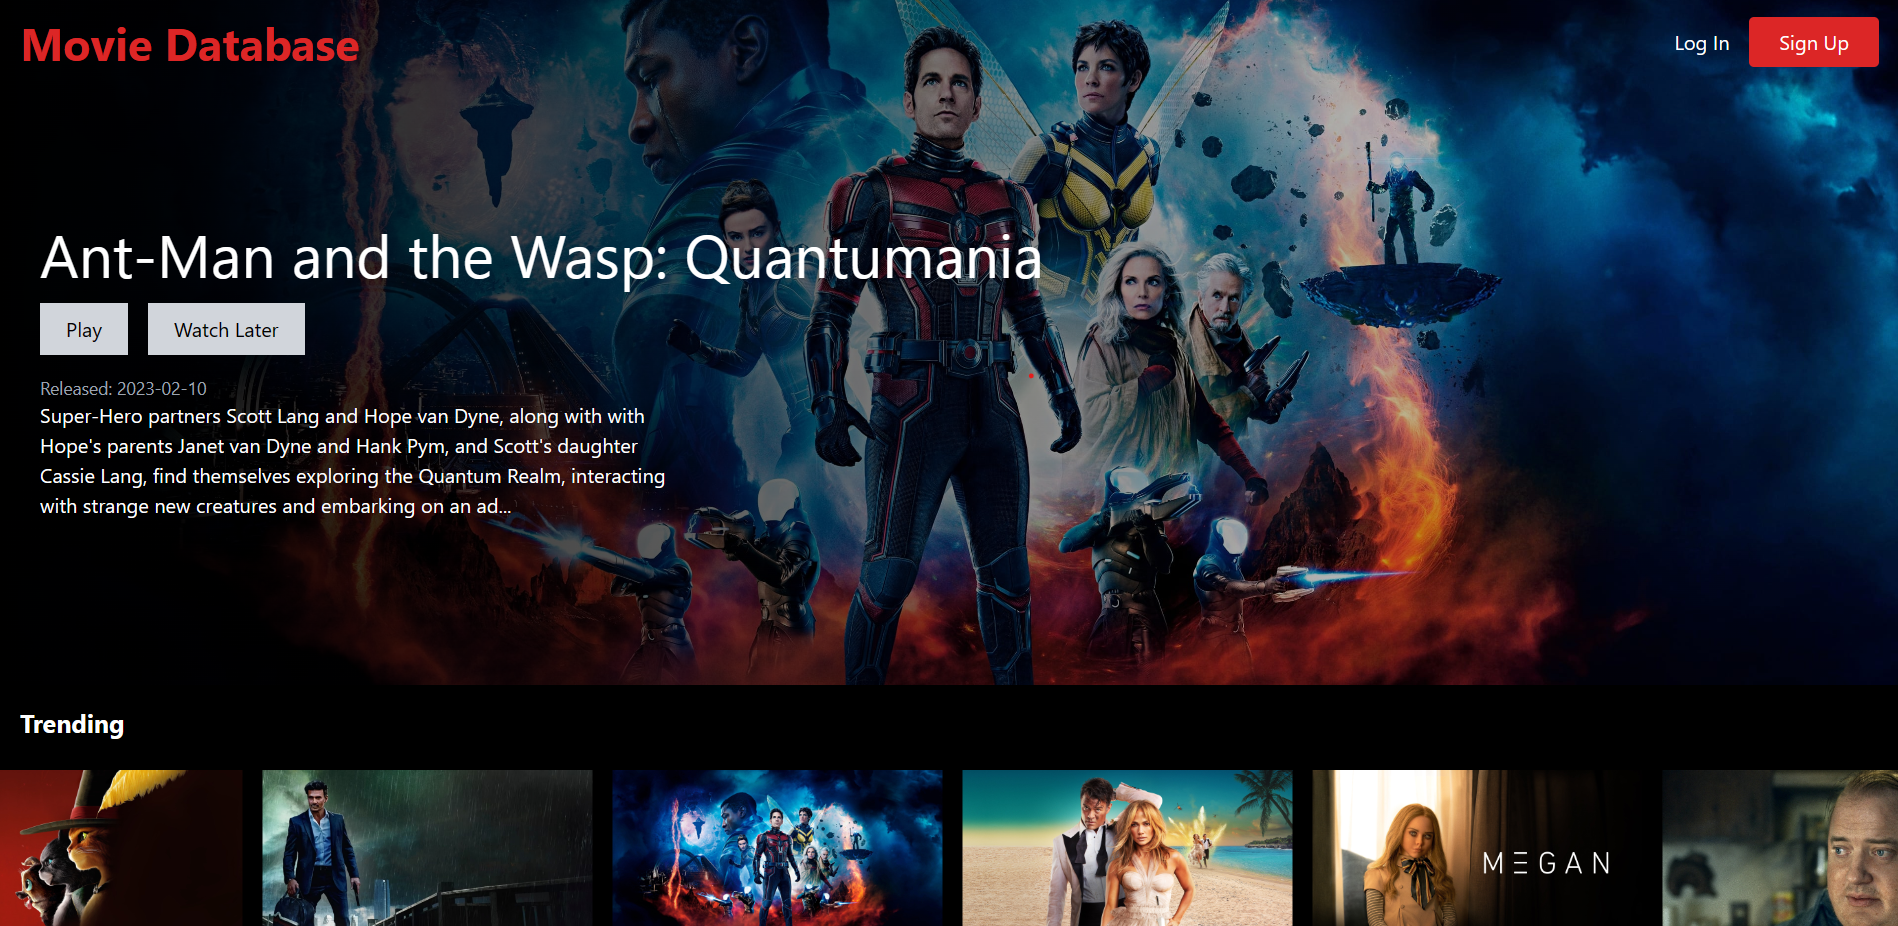 Movie Database
Log In
Sign Up
Ant-Man and the Wasp: Quantumania
Play
Watch Later
Released: 2023-02-10
Super-Hero partners Scott Lang and Hope van Dyne, along with with
Hope's parents Janet van Dyne and Hank Pym, and Scott's daughter
Cassie Lang, find themselves exploring the Quantum Realm, interacting
with strange new creatures and embarking on an ad...
Trending
MΞGAN